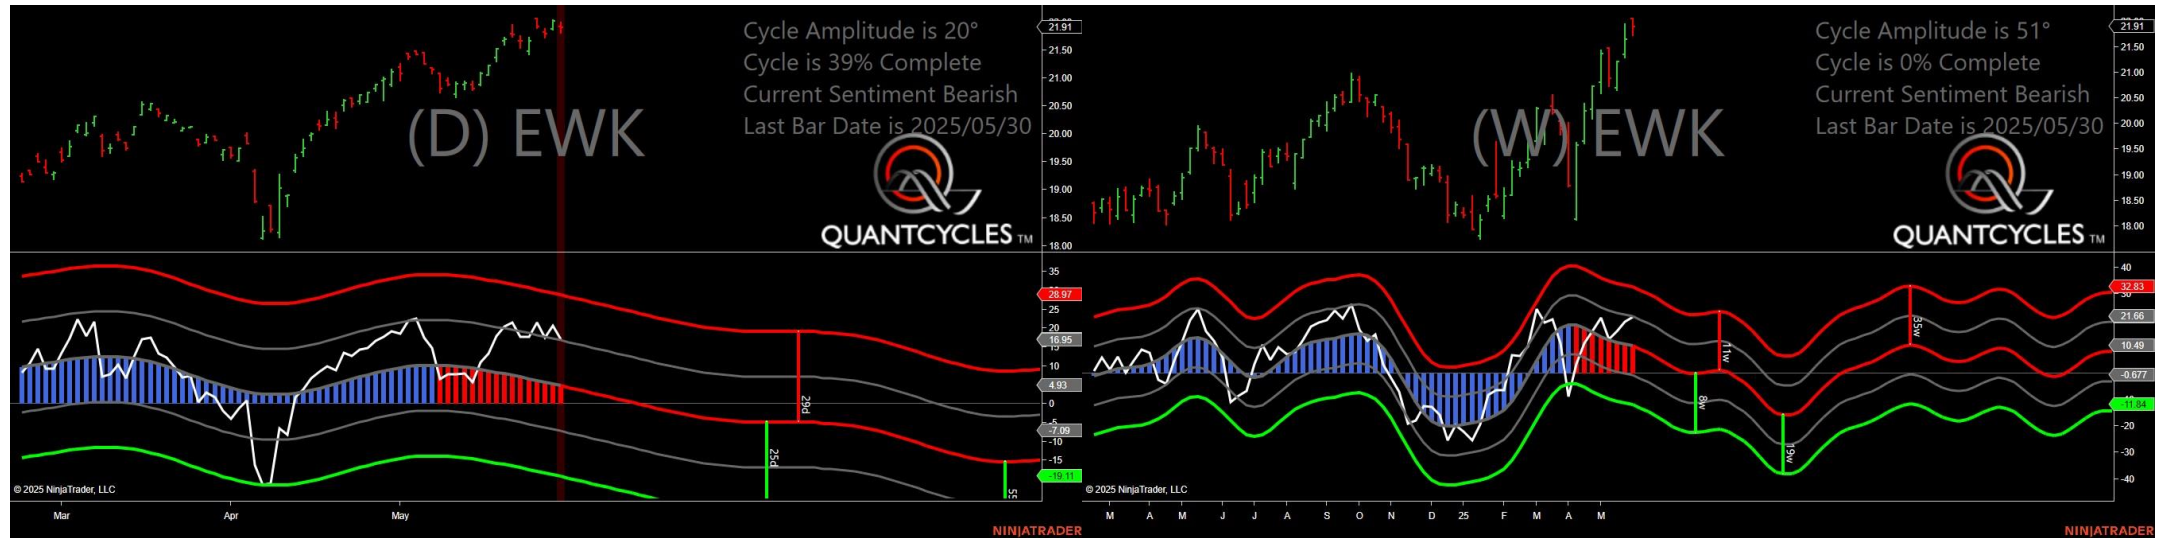 Cycle Amplitude is 20°
Cycle is 39% Complete
Current Sentiment Bearish
Last Bar Date is 2025/05/30
(D) EWK
QUANTCYCLES TM
21.91
21.50
21.00
20.50
20.00
19.50
19.00
18.50
18.00
35
28.97
25
20
16.95
10
4.93
0
-5
-7.09
-10
-15
-19.11
29d
25d
© 2025 NinjaTrader, LLC
Mar Apr May
NINJATRADER
Cycle Amplitude is 51°
Cycle is 0% Complete
Current Sentiment Bearish
Last Bar Date is 2025/05/30
(W) EWK
QUANTCYCLES TM
21.91
21.50
21.00
20.50
20.00
19.50
19.00
18.50
18.00
40
32.83
30
21.66
10.49
-0.677
-11.84
-20
-30
-40
11w
8w
19w
35w
© 2025 NinjaTrader, LLC
M A M J J A S O N D 25 F M A M
NINJATRADER